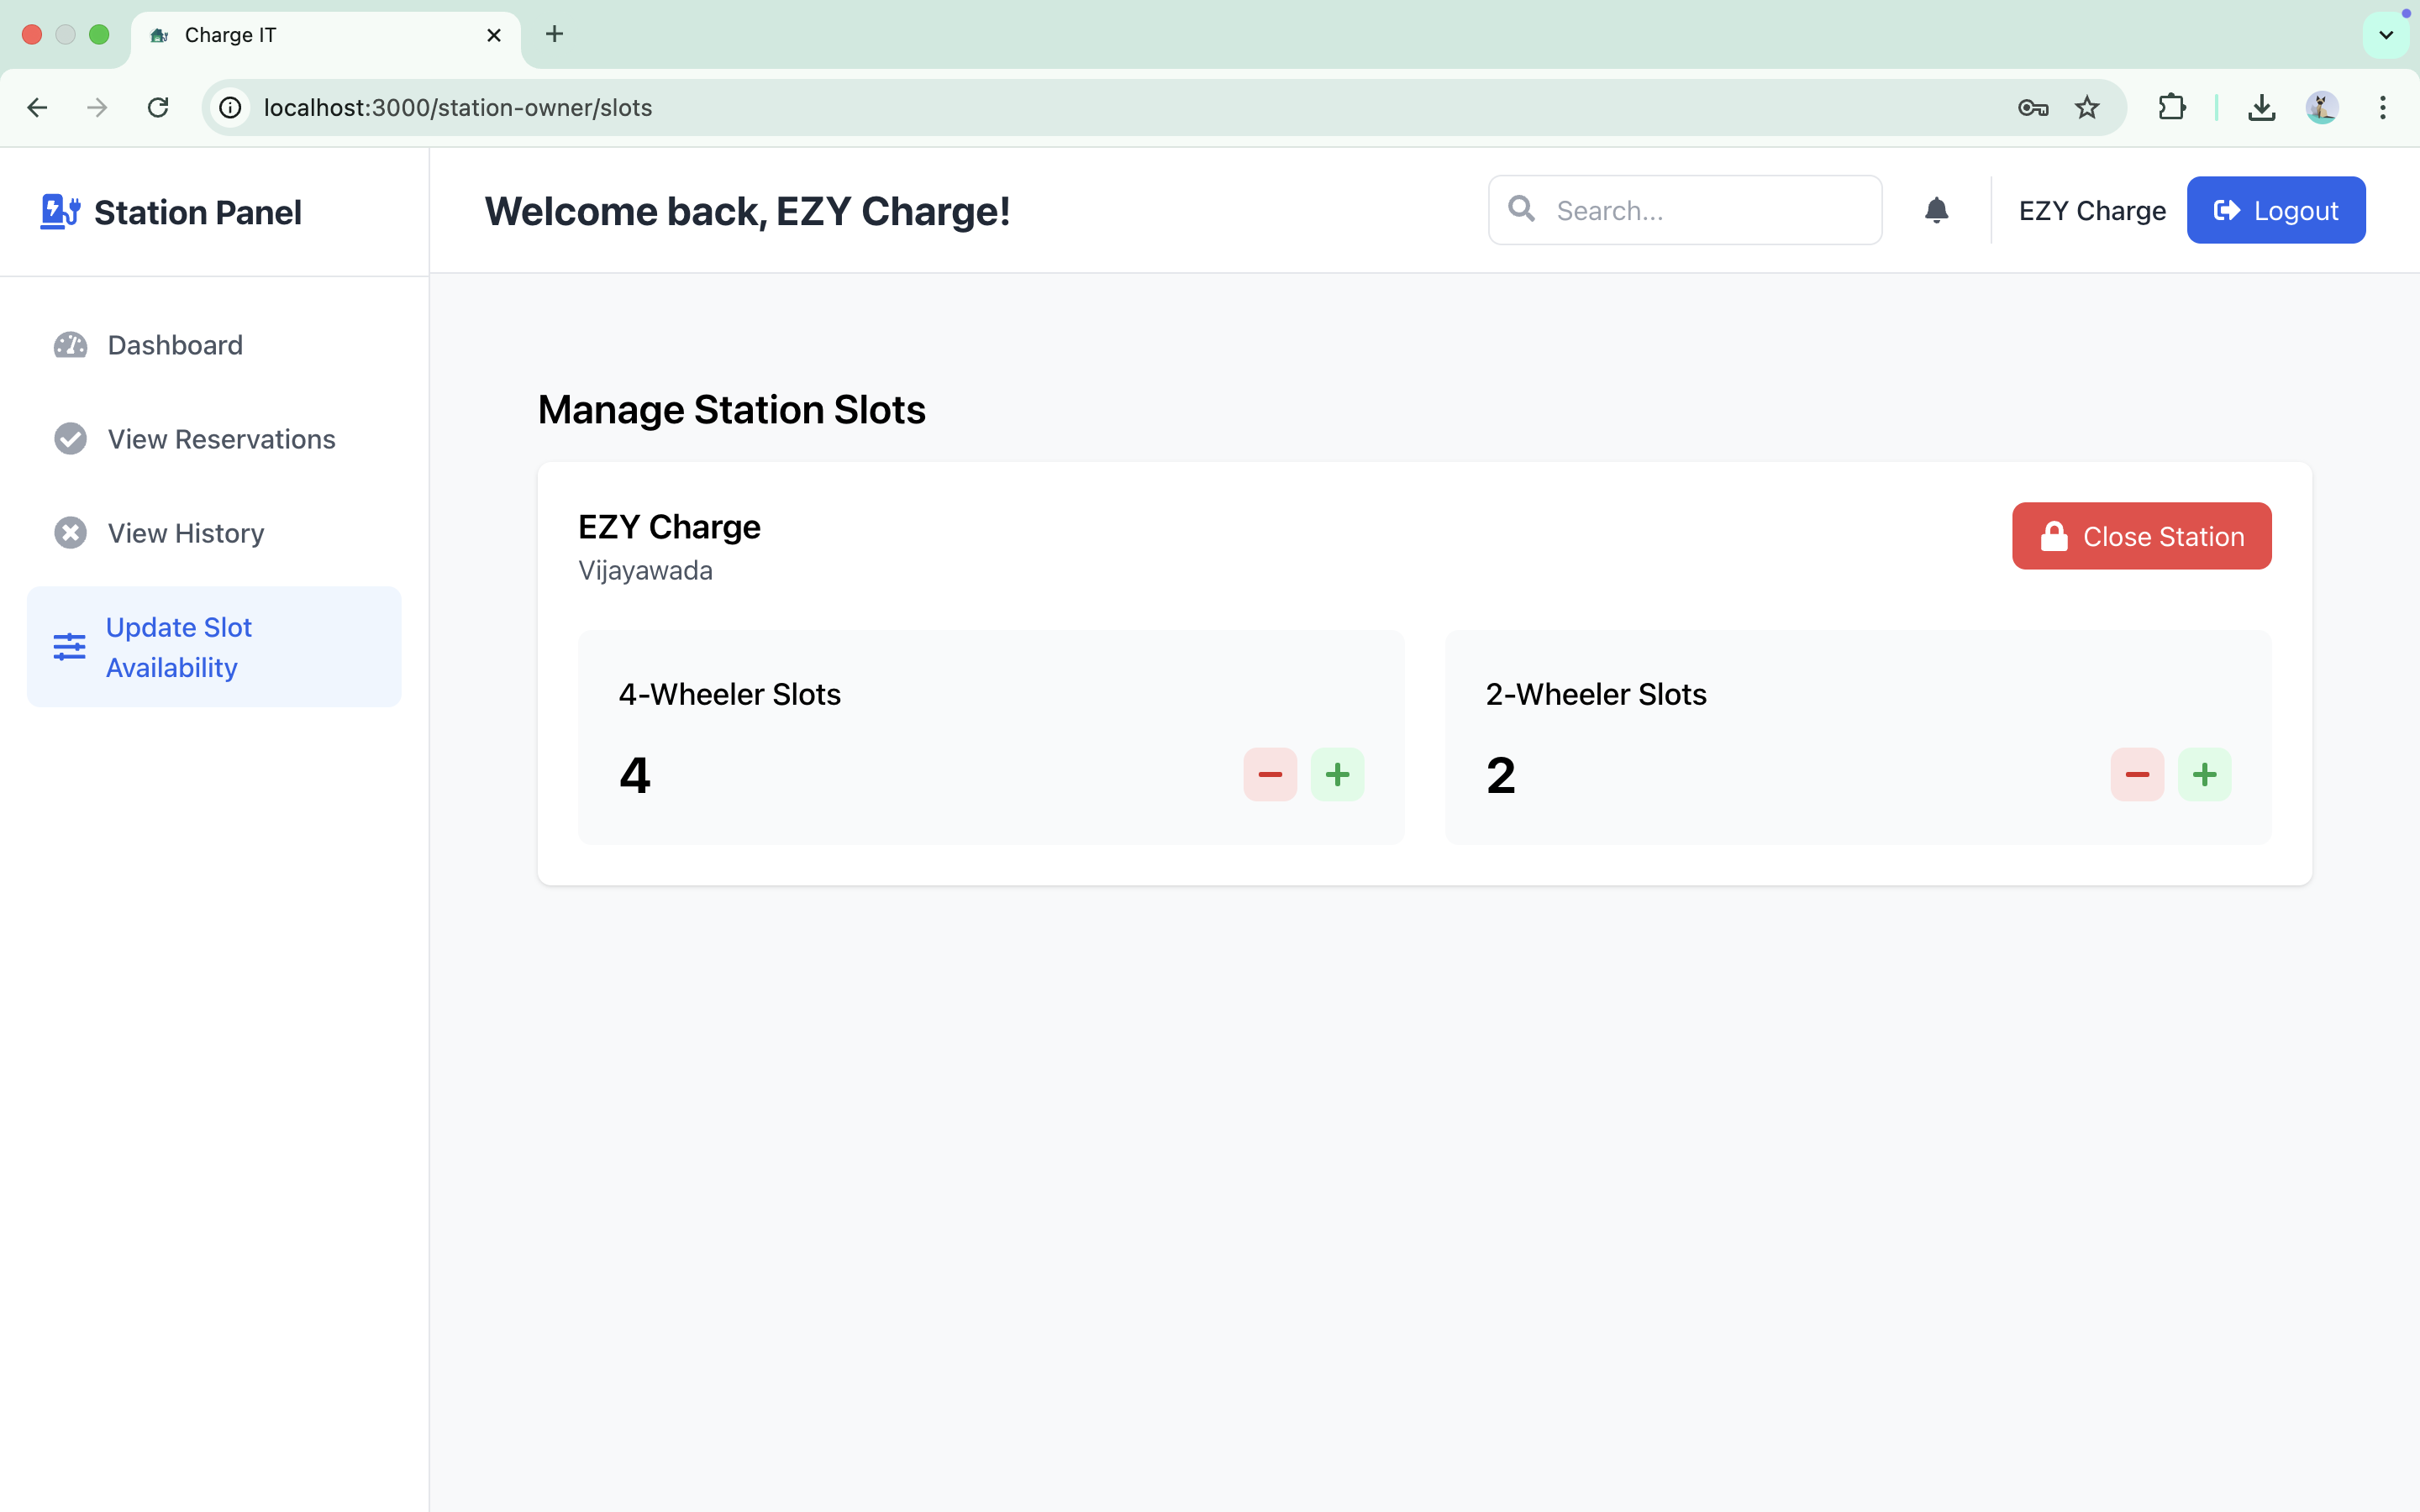 Charge IT
localhost:3000/station-owner/slots
Station Panel
Welcome back, EZY Charge!
Search...
EZY Charge
Logout
Dashboard
View Reservations
View History
Update Slot
Availability
Manage Station Slots
EZY Charge
Vijayawada
Close Station
4-Wheeler Slots
4
2-Wheeler Slots
2